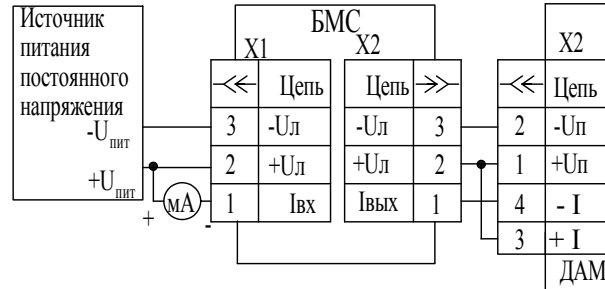 Источник
питания
постоянного
напряжения
-Uпит
+Uпит
+ мА -
БМС
X1
Цепь
3 -Uл
2 +Uл
1 Iвх
X2
Цепь
-Uл 3
+Uл 2
Iвых 1
X2
Цепь
2 -Uп
1 +Uп
4 - I
3 + I
ДАМ